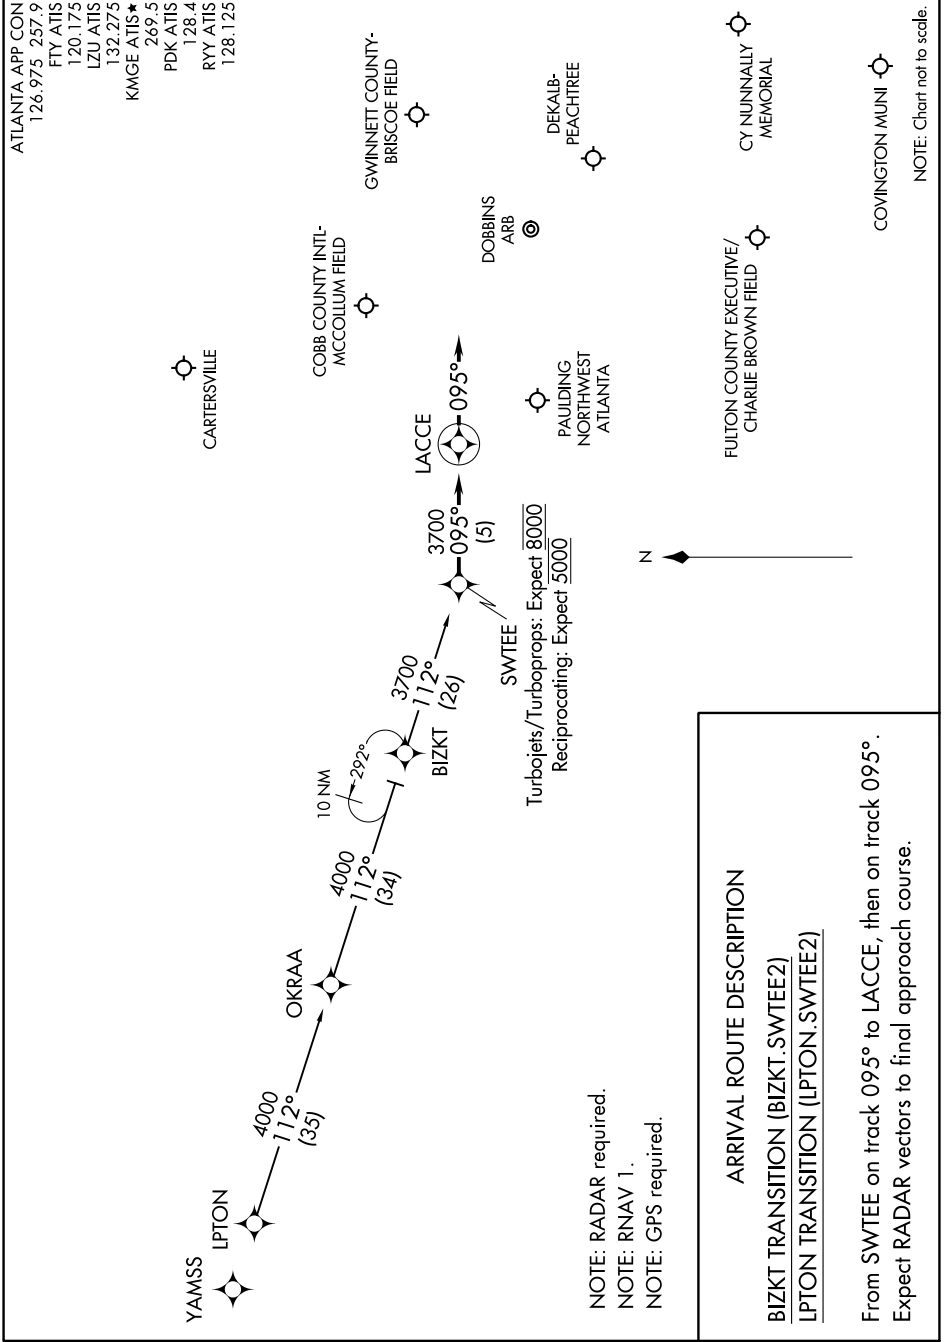 ATLANTA APP CON
126.975 257.9
FTY ATIS
120.175
LZU ATIS
132.275
KMGE ATIS★
269.5
PDK ATIS
128.4
RYY ATIS
128.125
YAMSS
LPTON
4000
112°
(35)
OKRAA
4000
112°
(34)
10 NM
292°
BIZKT
3700
112°
(26)
SWTEE
Turbojets/Turboprops: Expect 8000
Reciprocating: Expect 5000
3700
095°
(5)
LACCE
095°
CARTERSVILLE
COBB COUNTY INTL-
MCCOLLUM FIELD
GWINNETT COUNTY-
BRISCOE FIELD
DOBBINS
ARB
DEKALB-
PEACHTREE
PAULDING
NORTHWEST
ATLANTA
FULTON COUNTY EXECUTIVE/
CHARLIE BROWN FIELD
CY NUNNALLY
MEMORIAL
COVINGTON MUNI
N
NOTE: Chart not to scale.
NOTE: RADAR required.
NOTE: RNAV 1.
NOTE: GPS required.
ARRIVAL ROUTE DESCRIPTION
BIZKT TRANSITION (BIZKT.SWTEE2)
LPTON TRANSITION (LPTON.SWTEE2)
From SWTEE on track 095° to LACCE, then on track 095°.
Expect RADAR vectors to final approach course.